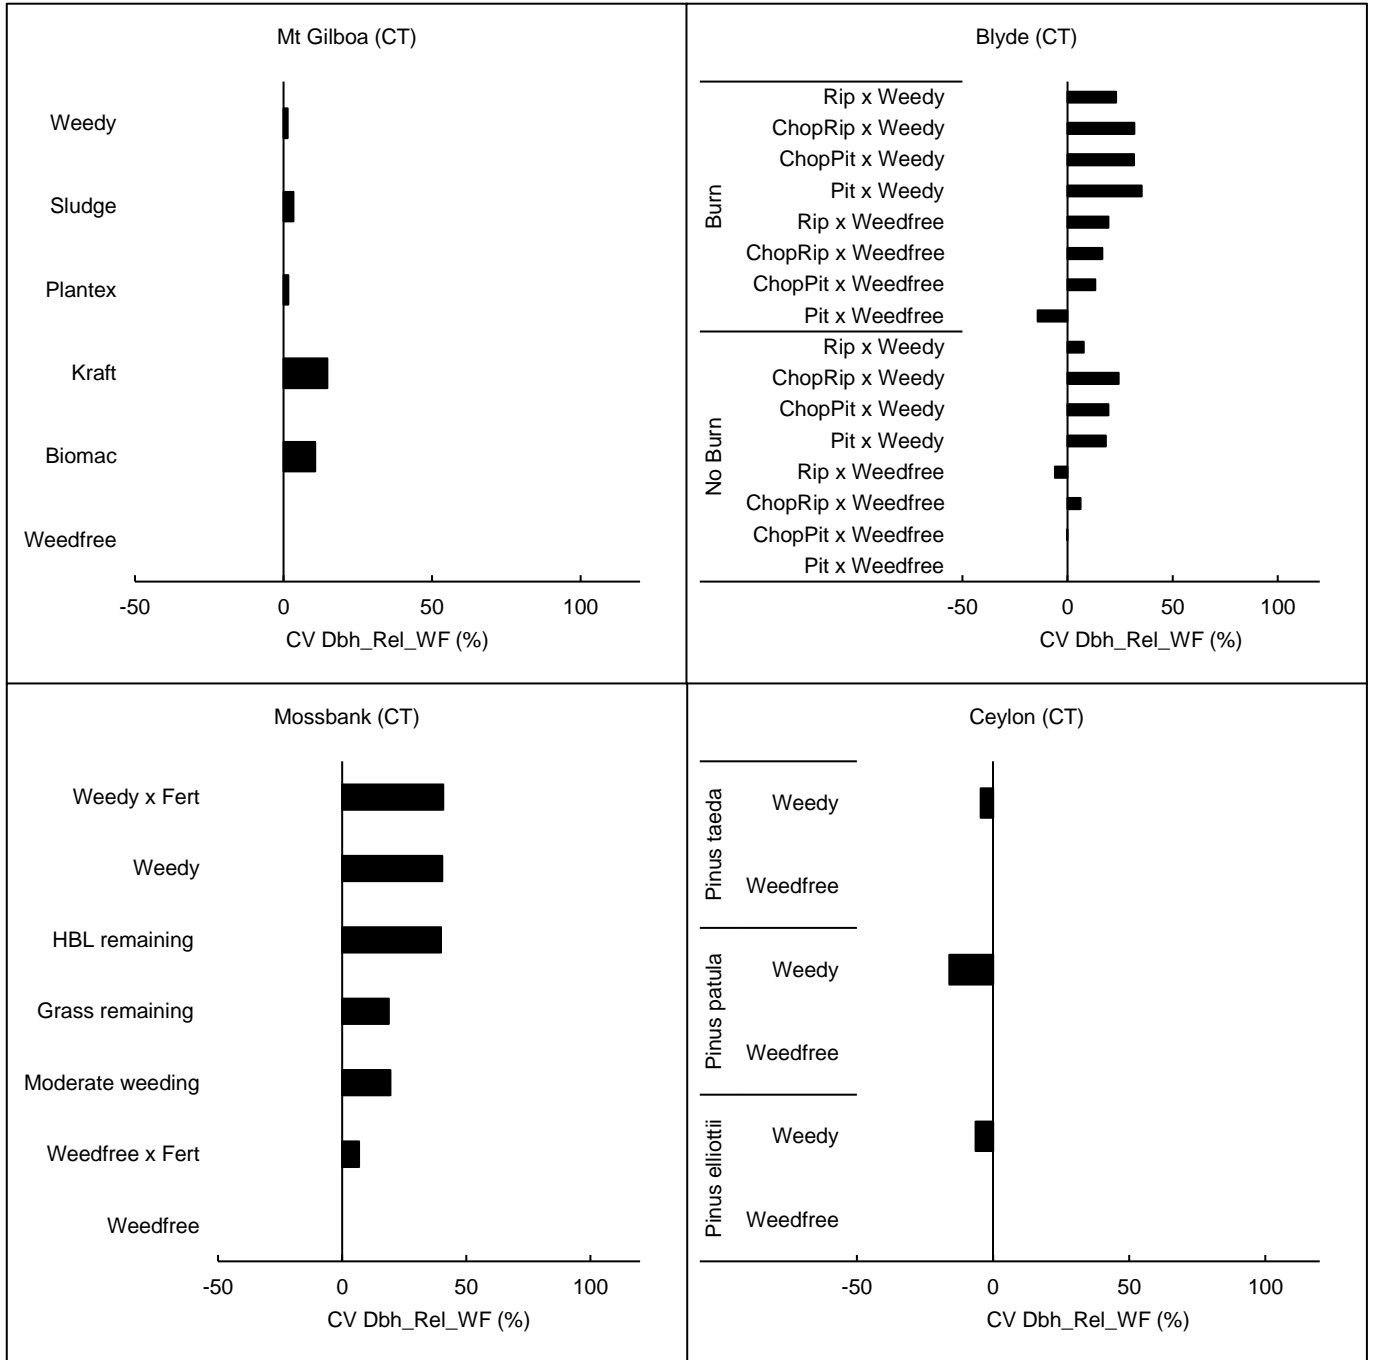 Mt Gilboa (CT)
Weedy
Sludge
Plantex
Kraft
Biomac
Weedfree
-50 0 50 100
CV Dbh_Rel_WF (%)
Blyde (CT)
Burn
Rip x Weedy
ChopRip x Weedy
ChopPit x Weedy
Pit x Weedy
Rip x Weedfree
ChopRip x Weedfree
ChopPit x Weedfree
Pit x Weedfree
No Burn
Rip x Weedy
ChopRip x Weedy
ChopPit x Weedy
Pit x Weedy
Rip x Weedfree
ChopRip x Weedfree
ChopPit x Weedfree
Pit x Weedfree
-50 0 50 100
CV Dbh_Rel_WF (%)
Mossbank (CT)
Weedy x Fert
Weedy
HBL remaining
Grass remaining
Moderate weeding
Weedfree x Fert
Weedfree
-50 0 50 100
CV Dbh_Rel_WF (%)
Ceylon (CT)
Pinus taeda
Weedy
Weedfree
Pinus patula
Weedy
Weedfree
Pinus elliottii
Weedy
Weedfree
-50 0 50 100
CV Dbh_Rel_WF (%)